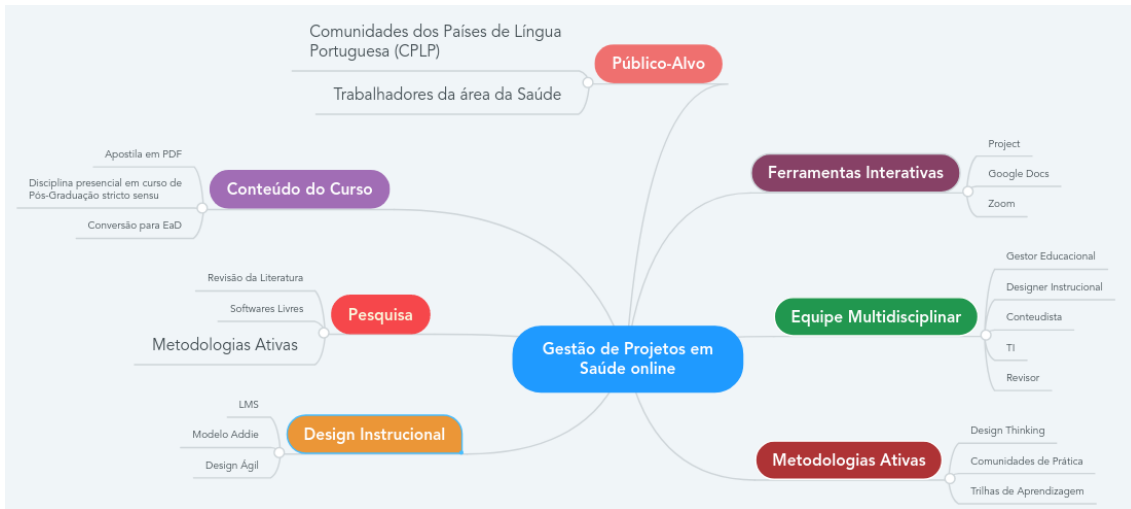 Comunidades dos Países de Língua
Portuguesa (CPLP)
Trabalhadores da área da Saúde
Público-Alvo
Apostila em PDF
Disciplina presencial em curso de
Pós-Graduação stricto sensu
Conversão para EaD
Conteúdo do Curso
Revisão da Literatura
Softwares Livres
Metodologias Ativas
Pesquisa
LMS
Modelo Addie
Design Ágil
Design Instrucional
Gestão de Projetos em
Saúde online
Ferramentas Interativas
Project
Google Docs
Zoom
Equipe Multidisciplinar
Gestor Educacional
Designer Instrucional
Conteudista
TI
Revisor
Metodologias Ativas
Design Thinking
Comunidades de Prática
Trilhas de Aprendizagem